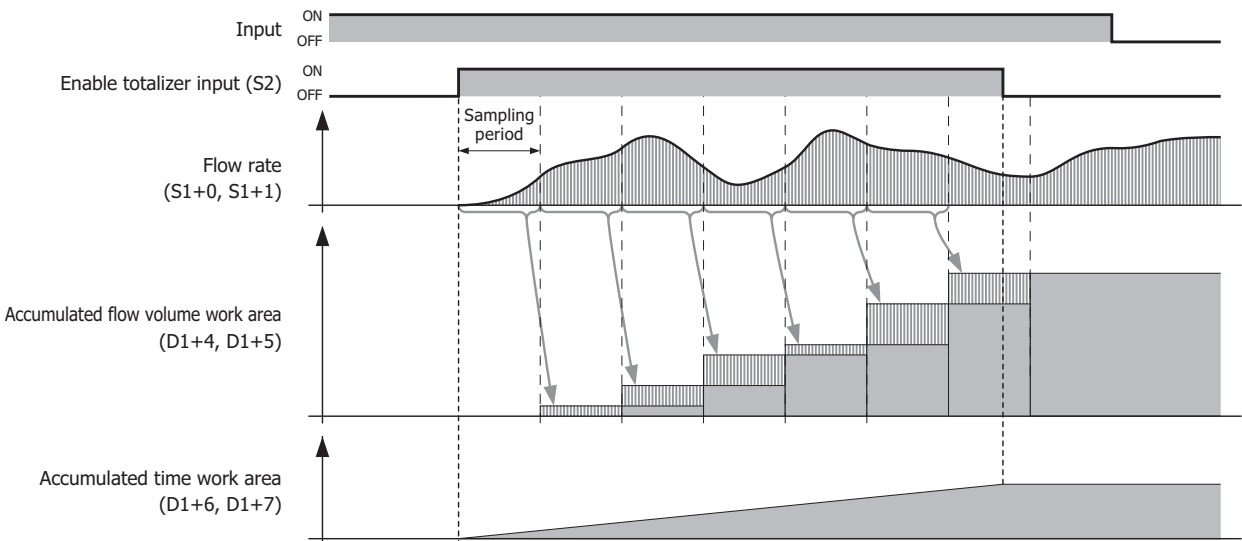 Input
ON
OFF
Enable totalizer input (S2)
ON
OFF
Sampling
period
Flow rate
(S1+0, S1+1)
Accumulated flow volume work area
(D1+4, D1+5)
Accumulated time work area
(D1+6, D1+7)